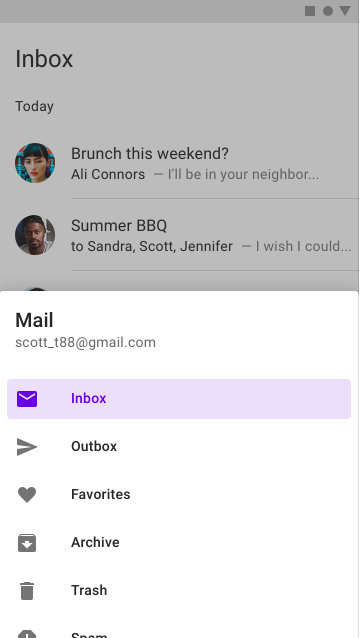 Inbox
Today
Brunch this weekend?
Ali Connors — I'll be in your neighbor...
Summer BBQ
to Sandra, Scott, Jennifer — I wish I could...
Mail
scott_t88@gmail.com
Inbox
Outbox
Favorites
Archive
Trash
Spam